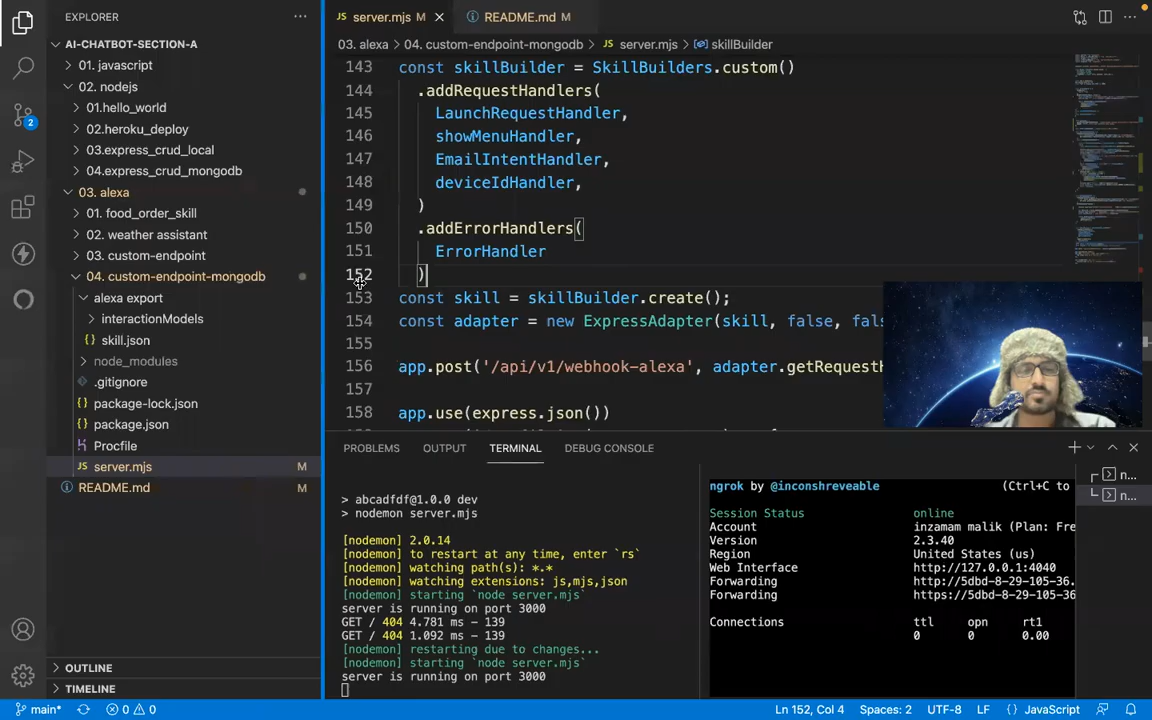 EXPLORER
AI-CHATBOT-SECTION-A
01. javascript
02. nodejs
01.hello_world
02.heroku_deploy
03.express_crud_local
04.express_crud_mongodb
03. alexa
01. food_order_skill
02. weather assistant
03. custom-endpoint
04. custom-endpoint-mongodb
alexa export
interactionModels
{} skill.json
node_modules
.gitignore
{} package-lock.json
{} package.json
Procfile
JS server.mjs M
README.md M
OUTLINE
TIMELINE
2
JS server.mjs M
README.md M
03. alexa > 04. custom-endpoint-mongodb > JS server.mjs > skillBuilder
143 const skillBuilder = SkillBuilders.custom()
144 .addRequestHandlers(
145 LaunchRequestHandler,
146 showMenuHandler,
147 EmailIntentHandler,
148 deviceIdHandler,
149 )
150 .addErrorHandlers(
151 ErrorHandler
152 )
153 const skill = skillBuilder.create();
154 const adapter = new ExpressAdapter(skill, false, fals
155
156 app.post('/api/v1/webhook-alexa', adapter.getRequestH
157
158 app.use(express.json())
PROBLEMS OUTPUT TERMINAL DEBUG CONSOLE
> abcadfdf@1.0.0 dev
> nodemon server.mjs
[nodemon] 2.0.14
[nodemon] to restart at any time, enter `rs`
[nodemon] watching path(s): *.*
[nodemon] watching extensions: js,mjs,json
[nodemon] starting `node server.mjs`
server is running on port 3000
GET / 404 4.781 ms - 139
GET / 404 1.092 ms - 139
[nodemon] restarting due to changes...
[nodemon] starting `node server.mjs`
server is running on port 3000
ngrok by @inconshreveable (Ctrl+C to
Session Status online
Account inzamam malik (Plan: Fre
Version 2.3.40
Region United States (us)
Web Interface http://127.0.0.1:4040
Forwarding http://5dbd-8-29-105-36.
Forwarding https://5dbd-8-29-105-36
Connections ttl opn rt1
0 0 0.00
n...
n...
main* 0 0
Ln 152, Col 4 Spaces: 2 UTF-8 LF {} JavaScript